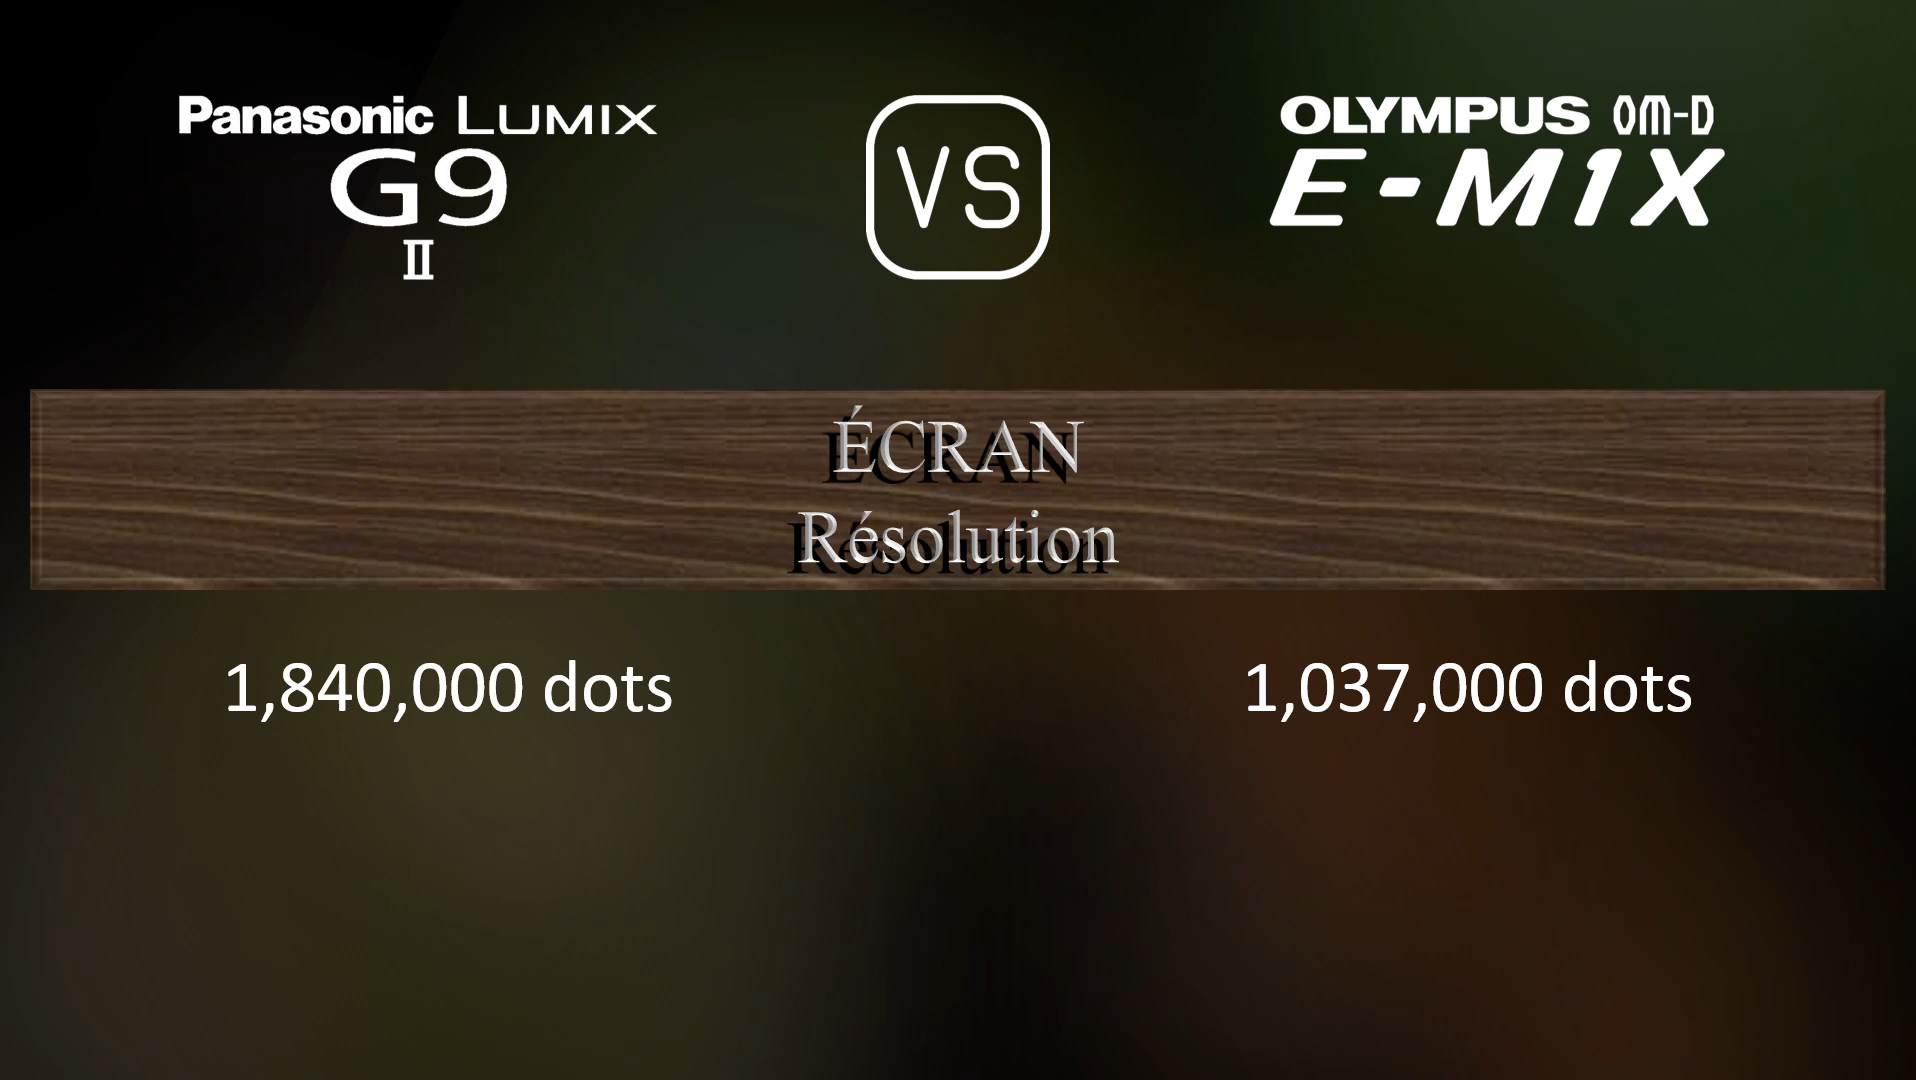 Panasonic LUMIX
G9
II
VS
OLYMPUS OM-D
E-M1X
ÉCRAN
Résolution
1,840,000 dots
1,037,000 dots